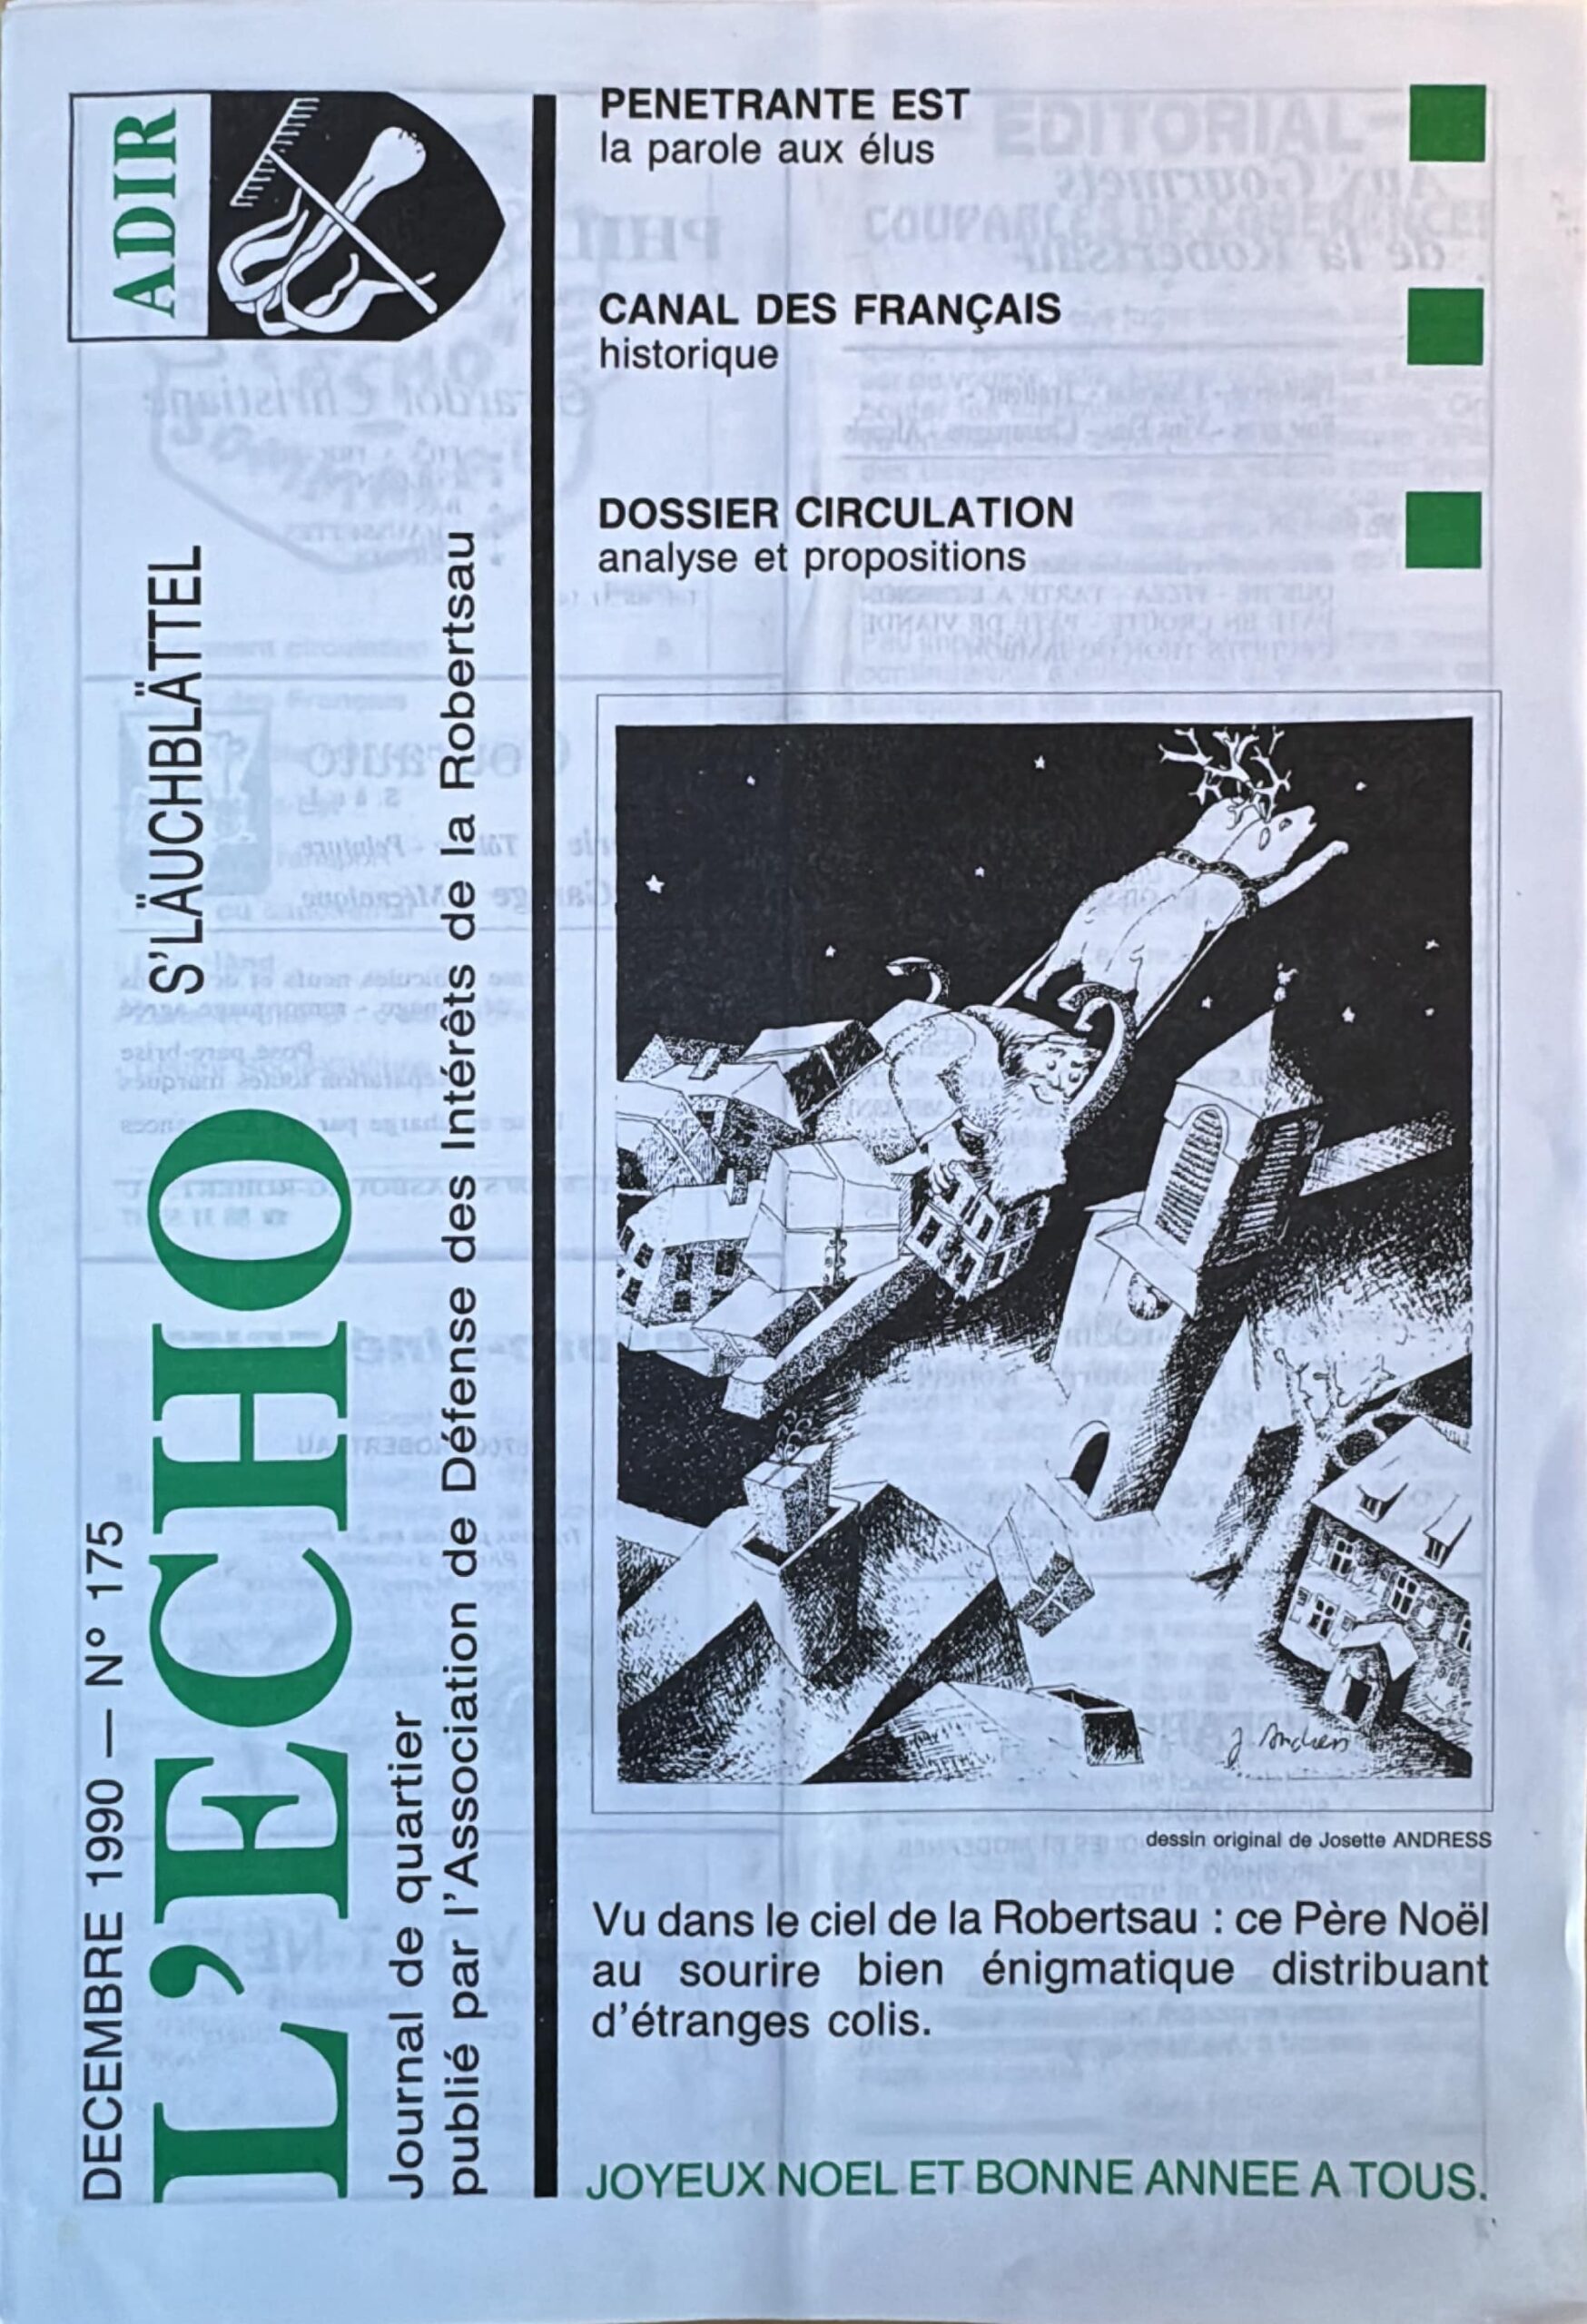 ADIR
DECEMBRE 1990 — N° 175
L'ECHO
S'LÄUCHBLÄTTEL
Journal de quartier
publié par l'Association de Défense des Intérêts de la Robertsau
PENETRANTE EST
la parole aux élus
CANAL DES FRANÇAIS
historique
DOSSIER CIRCULATION
analyse et propositions
J Andress
dessin original de Josette ANDRESS
Vu dans le ciel de la Robertsau : ce Père Noël
au sourire bien énigmatique distribuant
d'étranges colis.
JOYEUX NOEL ET BONNE ANNEE A TOUS.